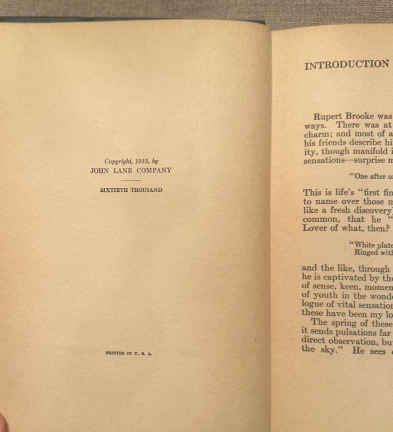 Copyright, 1915, by
JOHN LANE COMPANY
SIXTIETH THOUSAND
PRINTED IN U. S. A.
INTRODUCTION
Rupert Brooke was
ways. There was at
charm; and most of a
his friends describe hi
ity, though manifold i
sensations—surprise m
"One after o
This is life's "first fin
to name over those m
like a fresh discovery
common, that he "
Lover of what, then?
"White plate
Ringed with
and the like, through
he is captivated by th
of sense, keen, momen
of youth in the wonde
logue of vital sensation
these have been my lo
The spring of these
it sends pulsations far
direct observation, bu
the sky." He sees